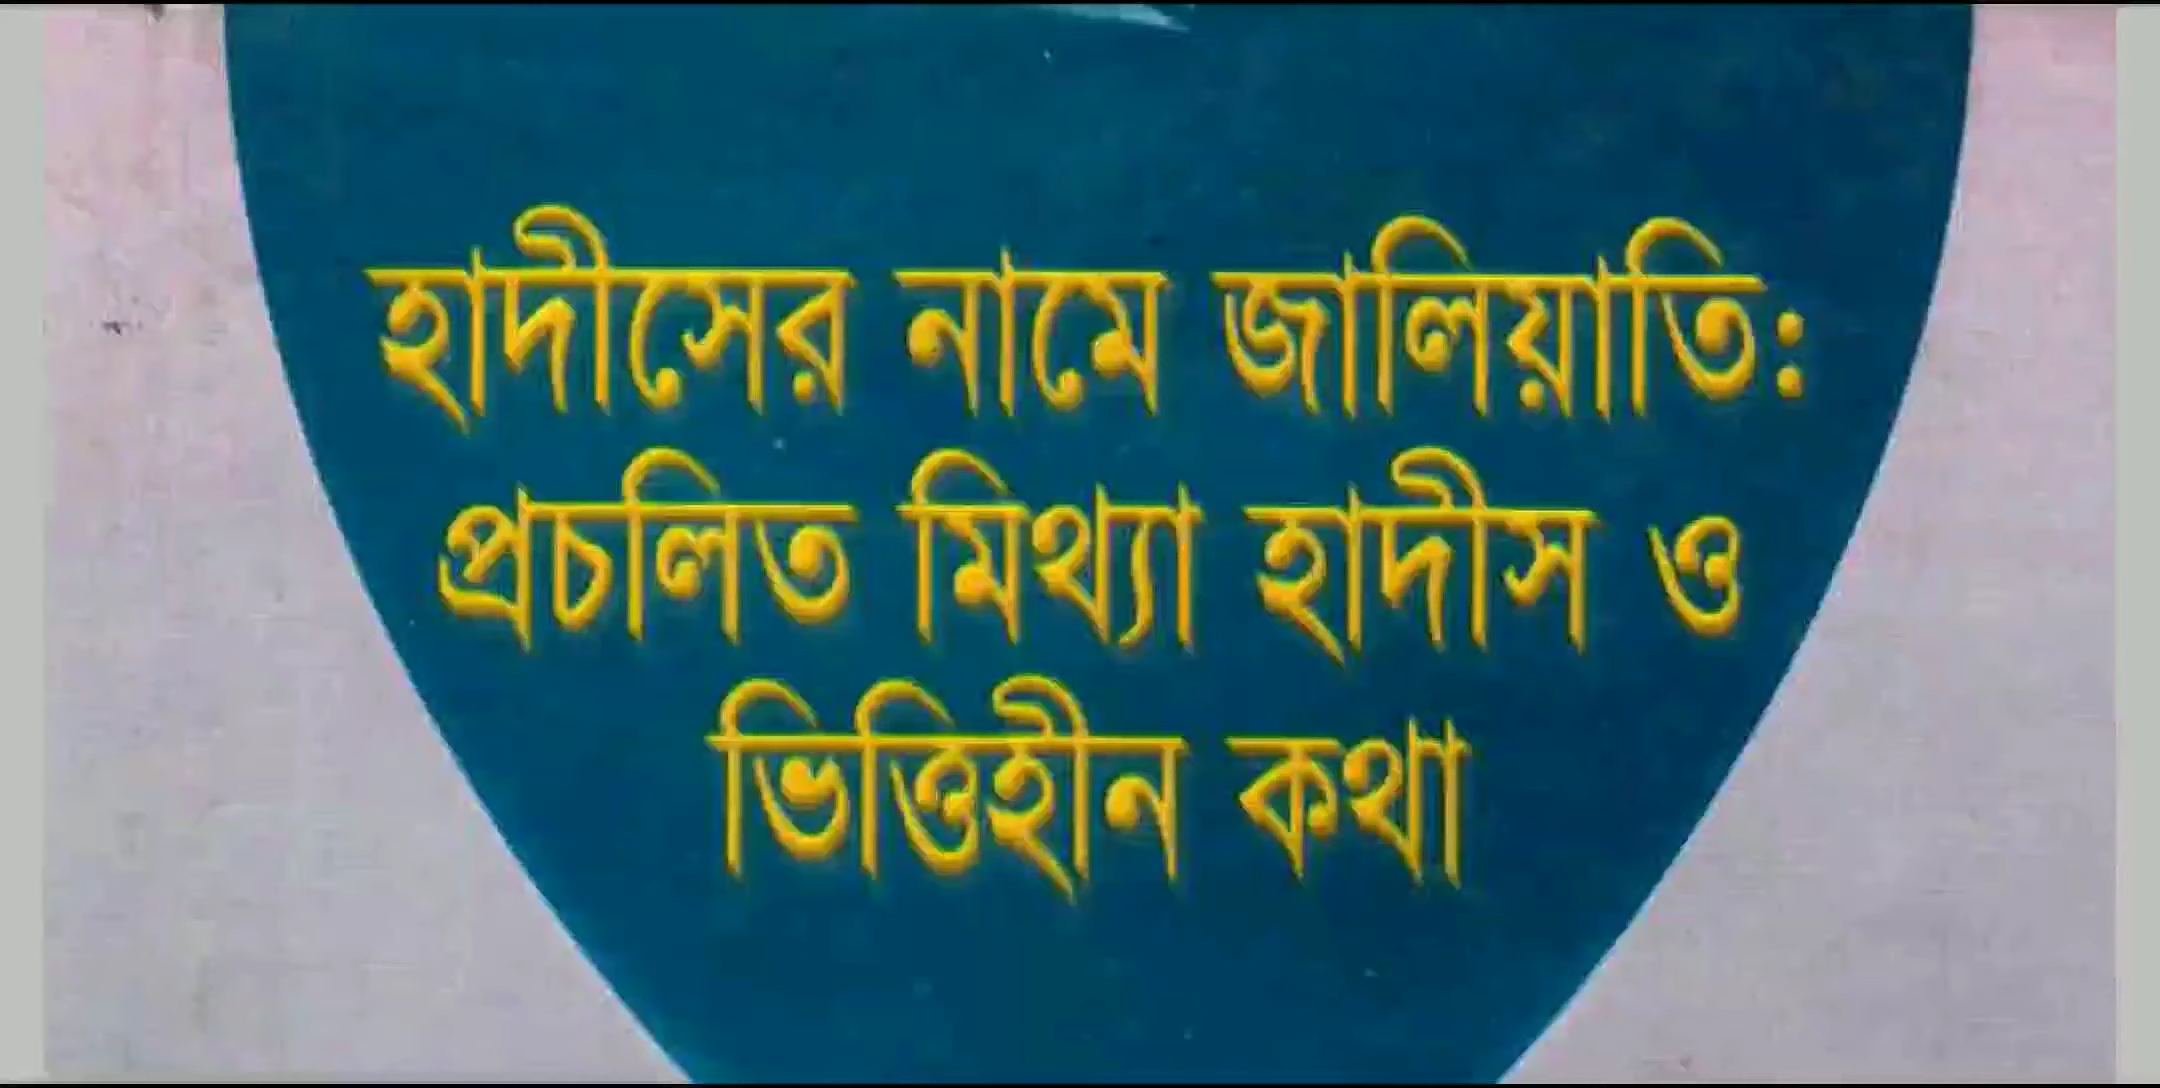 হাদীসের নামে জালিয়াতি:
প্রচলিত মিথ্যা হাদীস ও
ভিত্তিহীন কথা